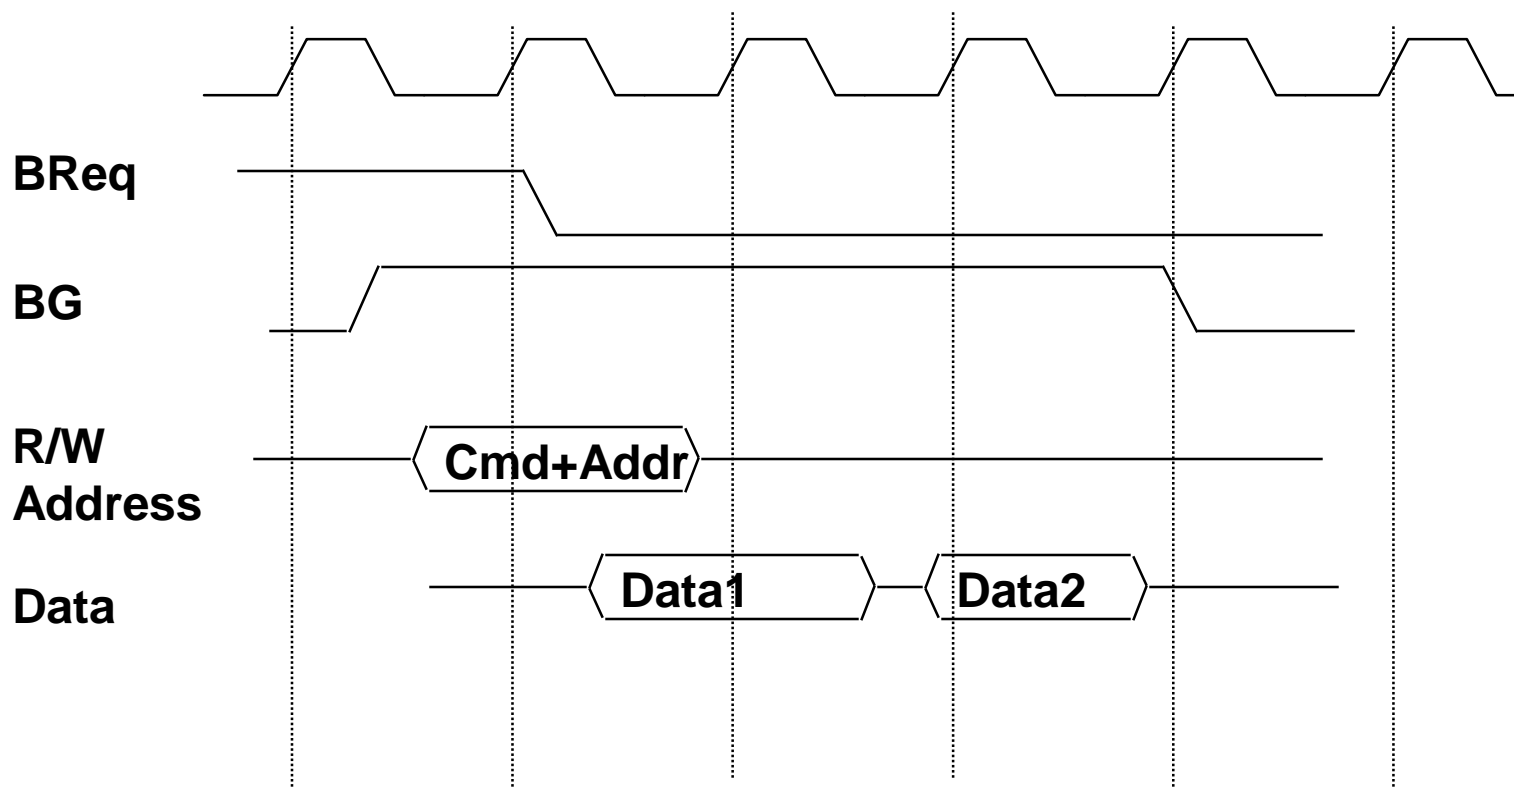 BReq
BG
R/W
Address
Cmd+Addr
Data
Data1
Data2